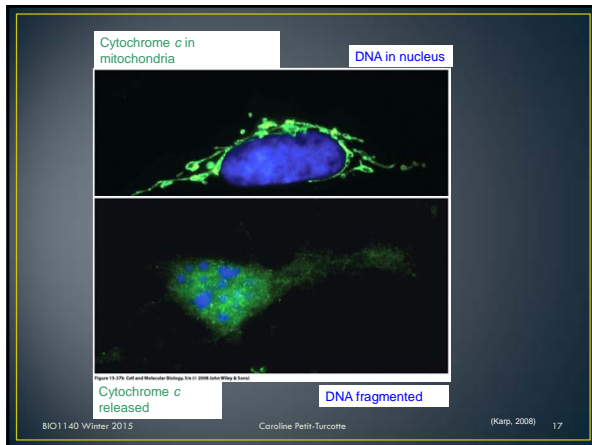 Cytochrome c in
mitochondria
DNA in nucleus
Figure 15-37b Cell and Molecular Biology, 5/e (© 2008 John Wiley & Sons)
Cytochrome c
released
DNA fragmented
BIO1140 Winter 2015
Caroline Petit-Turcotte
(Karp, 2008)
17